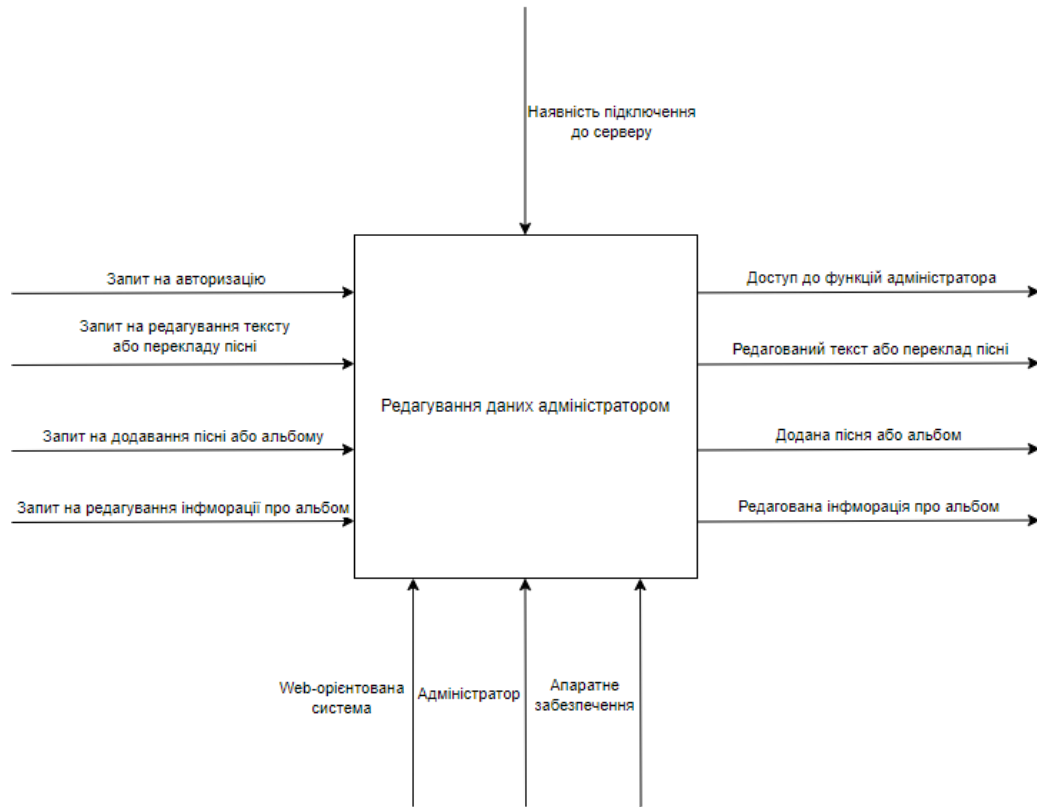 Наявність підключення
до серверу
Запит на авторизацію
Запит на редагування тексту
або перекладу пісні
Запит на додавання пісні або альбому
Запит на редагування інфморації про альбом
Редагування даних адміністратором
Доступ до функцій адміністратора
Редагований текст або переклад пісні
Додана пісня або альбом
Редагована інфморація про альбом
Web-орієнтована
система
Адміністратор
Апаратне
забезпечення